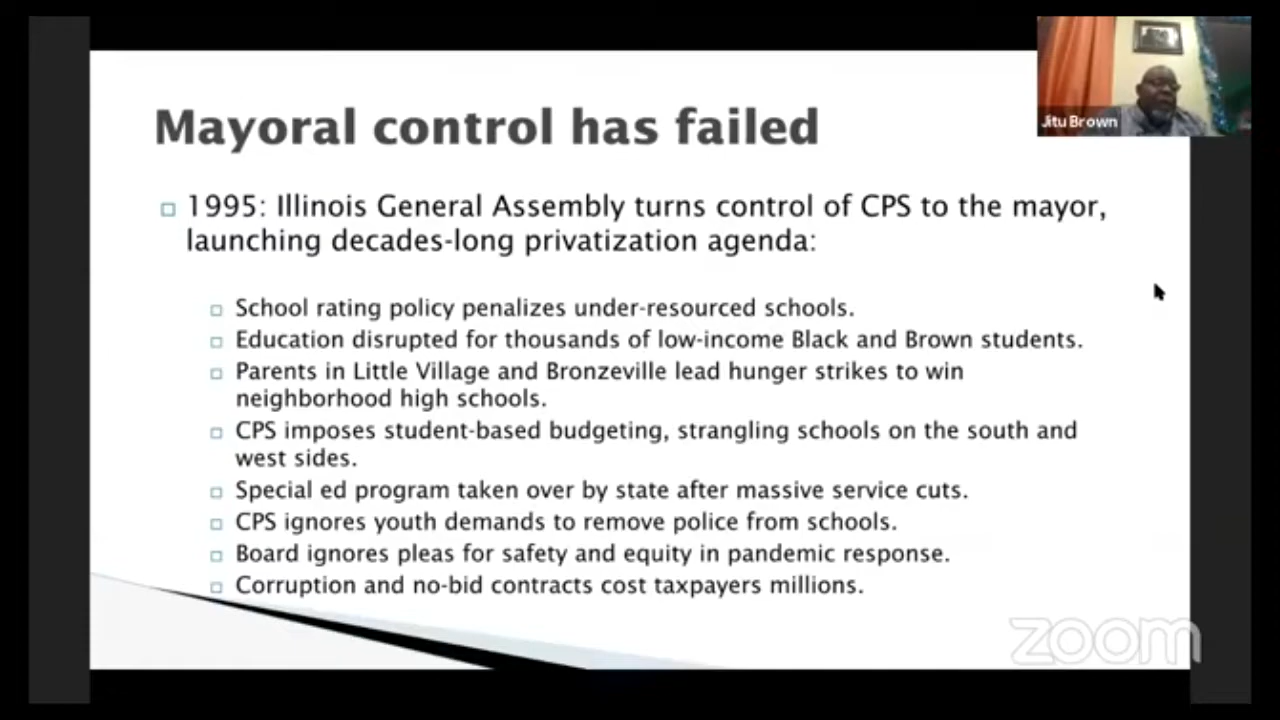 Jitu Brown
Mayoral control has failed
1995: Illinois General Assembly turns control of CPS to the mayor,
launching decades-long privatization agenda:
School rating policy penalizes under-resourced schools.
Education disrupted for thousands of low-income Black and Brown students.
Parents in Little Village and Bronzeville lead hunger strikes to win
neighborhood high schools.
CPS imposes student-based budgeting, strangling schools on the south and
west sides.
Special ed program taken over by state after massive service cuts.
CPS ignores youth demands to remove police from schools.
Board ignores pleas for safety and equity in pandemic response.
Corruption and no-bid contracts cost taxpayers millions.
zoom